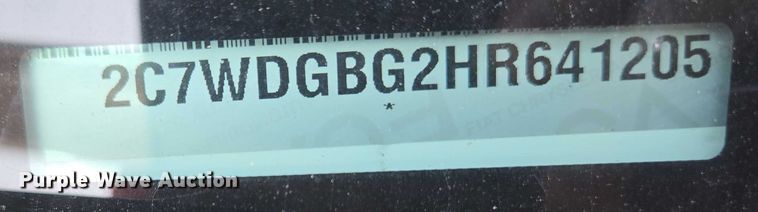 2C7WDGBG2HR641205
*
Purple Wave Auction